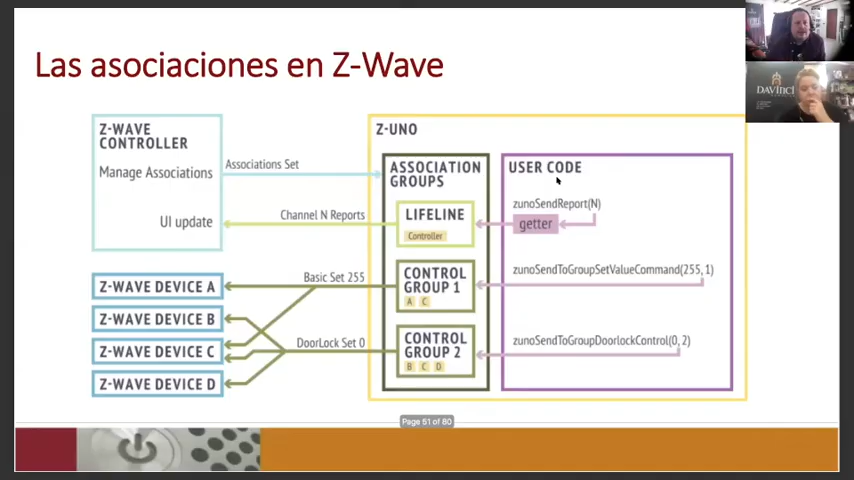 Las asociaciones en Z-Wave
DAVINCI
Z-WAVE
CONTROLLER
Manage Associations
UI update
Associations Set
Channel N Reports
Z-UNO
ASSOCIATION
GROUPS
LIFELINE
Controller
USER CODE
zunoSendReport(N)
getter
Z-WAVE DEVICE A
Z-WAVE DEVICE B
Z-WAVE DEVICE C
Z-WAVE DEVICE D
Basic Set 255
DoorLock Set 0
CONTROL
GROUP 1
A C
CONTROL
GROUP 2
B C D
zunoSendToGroupSetValueCommand(255, 1)
zunoSendToGroupDoorlockControl(0, 2)
Page 51 of 80